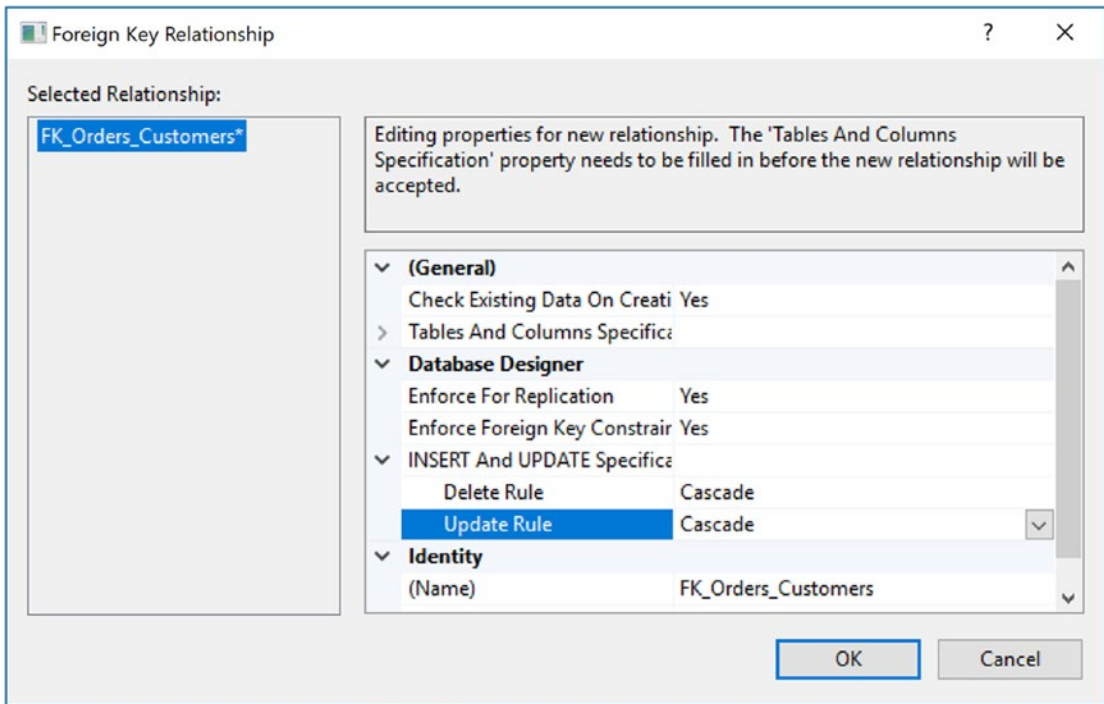 Foreign Key Relationship
?
Selected Relationship:
FK_Orders_Customers*
Editing properties for new relationship. The 'Tables And Columns
Specification' property needs to be filled in before the new relationship will be
accepted.
(General)
Check Existing Data On Creati Yes
Tables And Columns Specifica
Database Designer
Enforce For Replication Yes
Enforce Foreign Key Constrair Yes
INSERT And UPDATE Specifica
Delete Rule Cascade
Update Rule Cascade
Identity
(Name) FK_Orders_Customers
OK Cancel